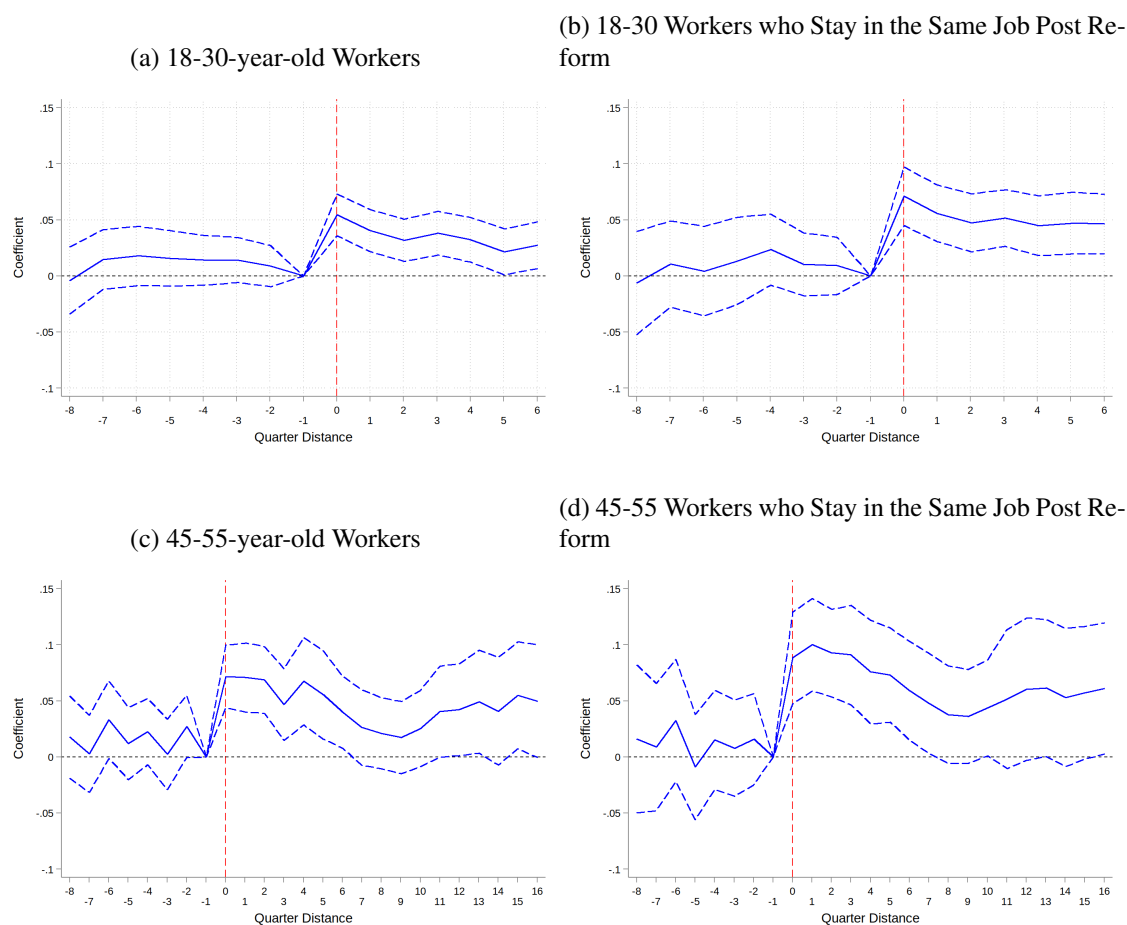 (a) 18-30-year-old Workers
(b) 18-30 Workers who Stay in the Same Job Post Re-
form
.15
.1
.05
0
-.05
-.1
Coefficient
-8 -6 -4 -2 0 2 4 6
-7 -5 -3 -1 1 3 5
Quarter Distance
.15
.1
.05
0
-.05
-.1
Coefficient
-8 -6 -4 -2 0 2 4 6
-7 -5 -3 -1 1 3 5
Quarter Distance
(c) 45-55-year-old Workers
(d) 45-55 Workers who Stay in the Same Job Post Re-
form
.15
.1
.05
0
-.05
-.1
Coefficient
-8 -6 -4 -2 0 2 4 6 8 10 12 14 16
-7 -5 -3 -1 1 3 5 7 9 11 13 15
Quarter Distance
.15
.1
.05
0
-.05
-.1
Coefficient
-8 -6 -4 -2 0 2 4 6 8 10 12 14 16
-7 -5 -3 -1 1 3 5 7 9 11 13 15
Quarter Distance